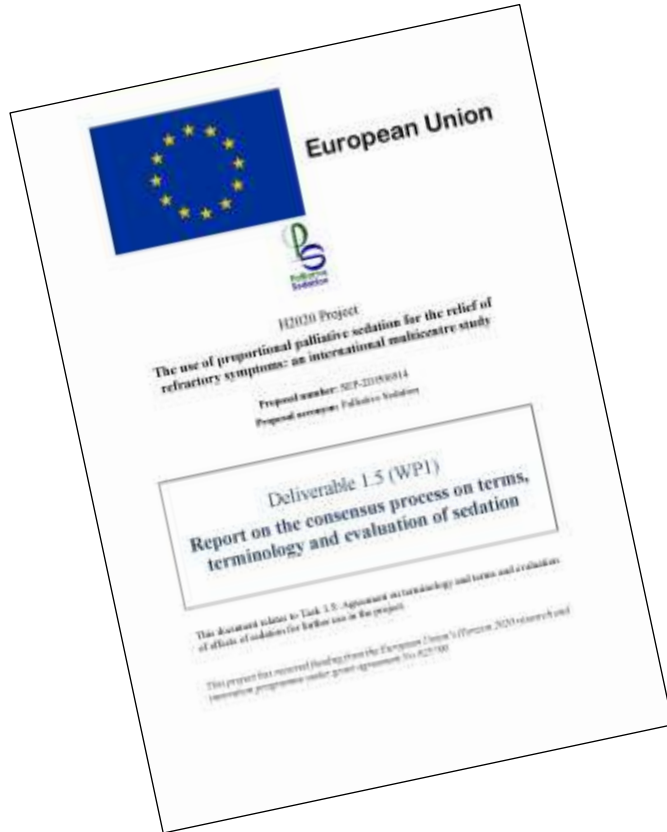 European Union
PS
Palliative
Sedation
H2020 Project
The use of proportional palliative sedation for the relief of
refractory symptoms: an international multicentre study
Proposal number:
Proposal acronym: Palliative Sedation
Deliverable 1.5 (WP1)
Report on the consensus process on terms,
terminology and evaluation of sedation
This document relates to Task 1.5: Agreement on terminology and terms and evaluation
of effects of sedation for further use in the project.
This project has received funding from the European Union's Horizon 2020 research and
innovation programme under grant agreement No